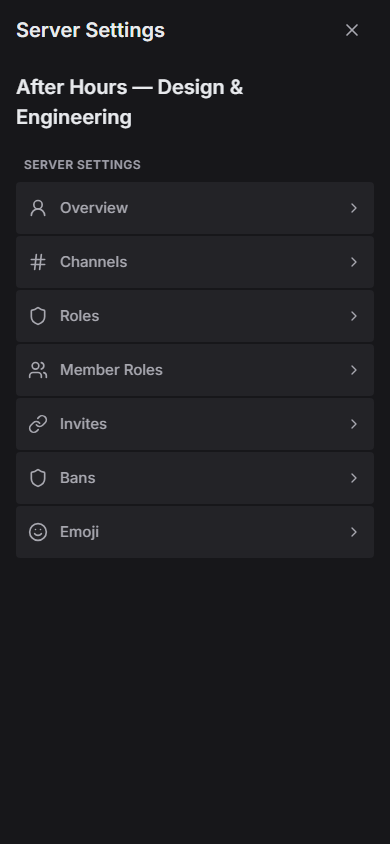 Server Settings
After Hours — Design &
Engineering
SERVER SETTINGS
Overview
Channels
Roles
Member Roles
Invites
Bans
Emoji